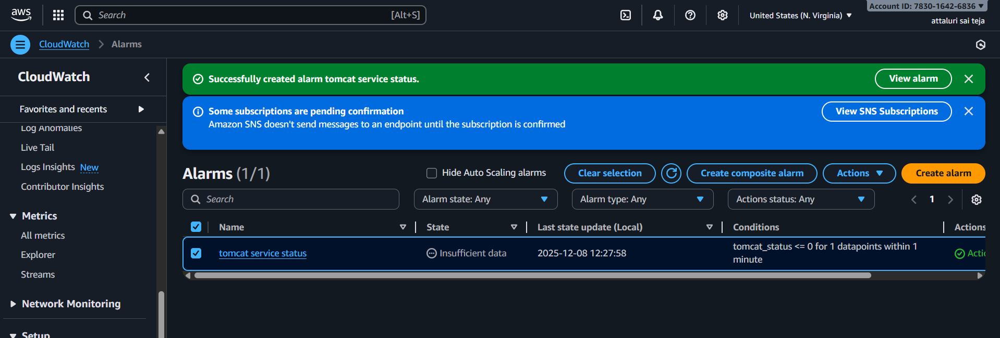 aws
Search
[Alt+S]
United States (N. Virginia)
Account ID: 7830-1642-6836
attaluri sai teja
CloudWatch
Alarms
CloudWatch
Favorites and recents
Log Anomalies
Live Tail
Logs Insights New
Contributor Insights
Metrics
All metrics
Explorer
Streams
Network Monitoring
Setup
Successfully created alarm tomcat service status.
View alarm
Some subscriptions are pending confirmation
Amazon SNS doesn't send messages to an endpoint until the subscription is confirmed
View SNS Subscriptions
Alarms (1/1)
Hide Auto Scaling alarms
Clear selection
Create composite alarm
Actions
Create alarm
Search
Alarm state: Any
Alarm type: Any
Actions status: Any
1
Name
State
Last state update (Local)
Conditions
Actions
tomcat service status
Insufficient data
2025-12-08 12:27:58
tomcat_status <= 0 for 1 datapoints within 1
minute